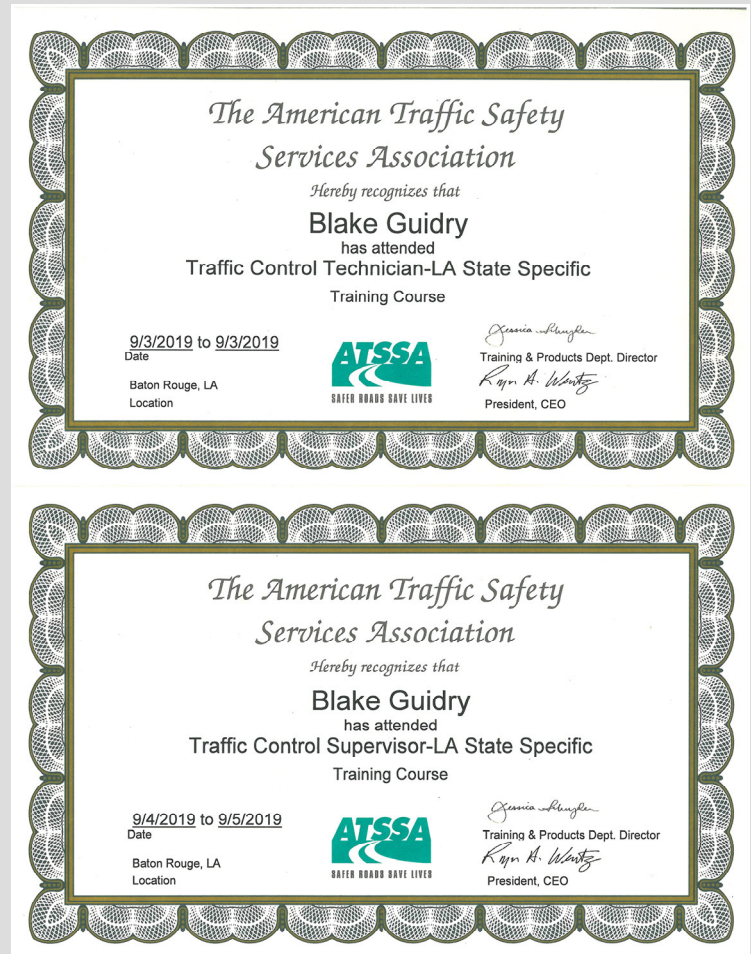 The American Traffic Safety
Services Association
Hereby recognizes that
Blake Guidry
has attended
Traffic Control Technician-LA State Specific
Training Course
9/3/2019 to 9/3/2019
Date
Baton Rouge, LA
Location
ATSSA
SAFER ROADS SAVE LIVES
Training & Products Dept. Director
President, CEO
The American Traffic Safety
Services Association
Hereby recognizes that
Blake Guidry
has attended
Traffic Control Supervisor-LA State Specific
Training Course
9/4/2019 to 9/5/2019
Date
Baton Rouge, LA
Location
ATSSA
SAFER ROADS SAVE LIVES
Training & Products Dept. Director
President, CEO